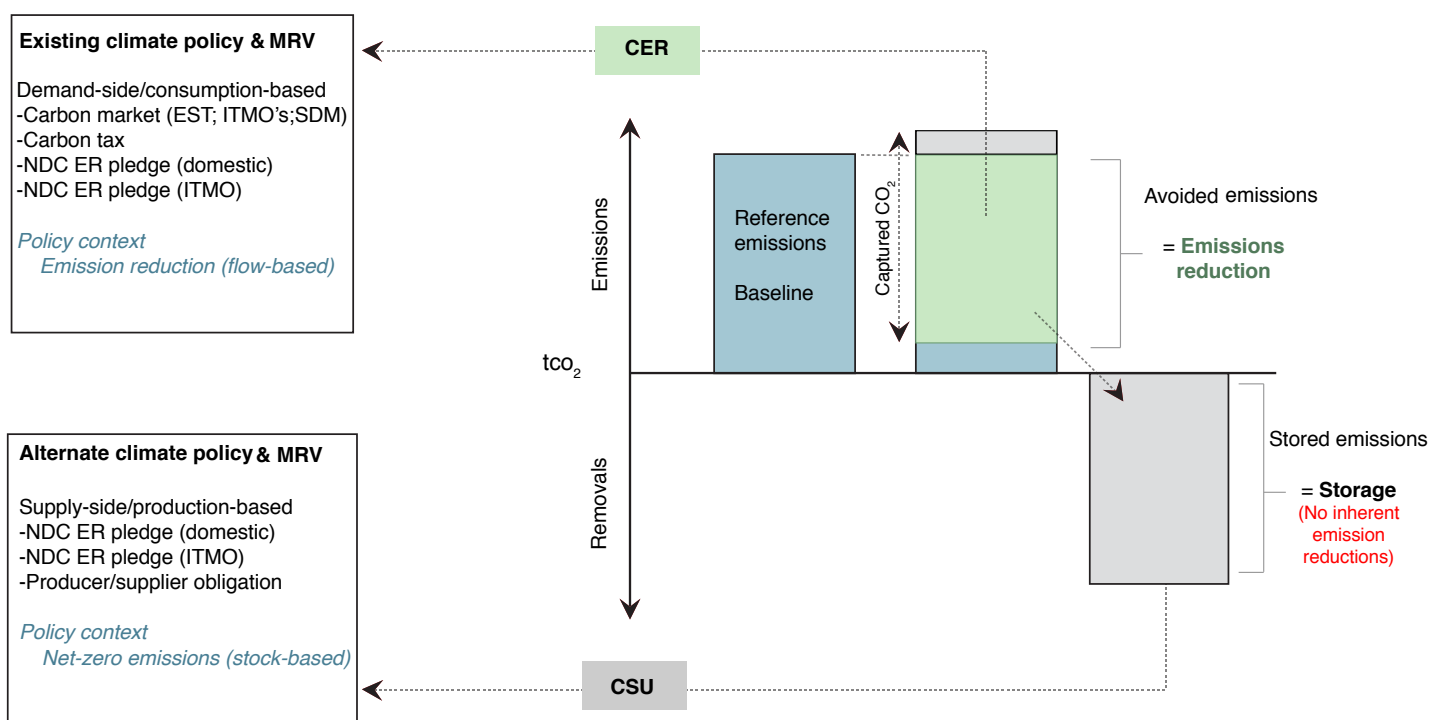 Existing climate policy & MRV
Demand-side/consumption-based
-Carbon market (EST; ITMO's;SDM)
-Carbon tax
-NDC ER pledge (domestic)
-NDC ER pledge (ITMO)
Policy context
Emission reduction (flow-based)
CER
Emissions
Reference
emissions
Baseline
Captured CO2
Avoided emissions
= Emissions
reduction
tco2
Alternate climate policy & MRV
Supply-side/production-based
-NDC ER pledge (domestic)
-NDC ER pledge (ITMO)
-Producer/supplier obligation
Policy context
Net-zero emissions (stock-based)
Removals
Stored emissions
= Storage
(No inherent
emission
reductions)
CSU